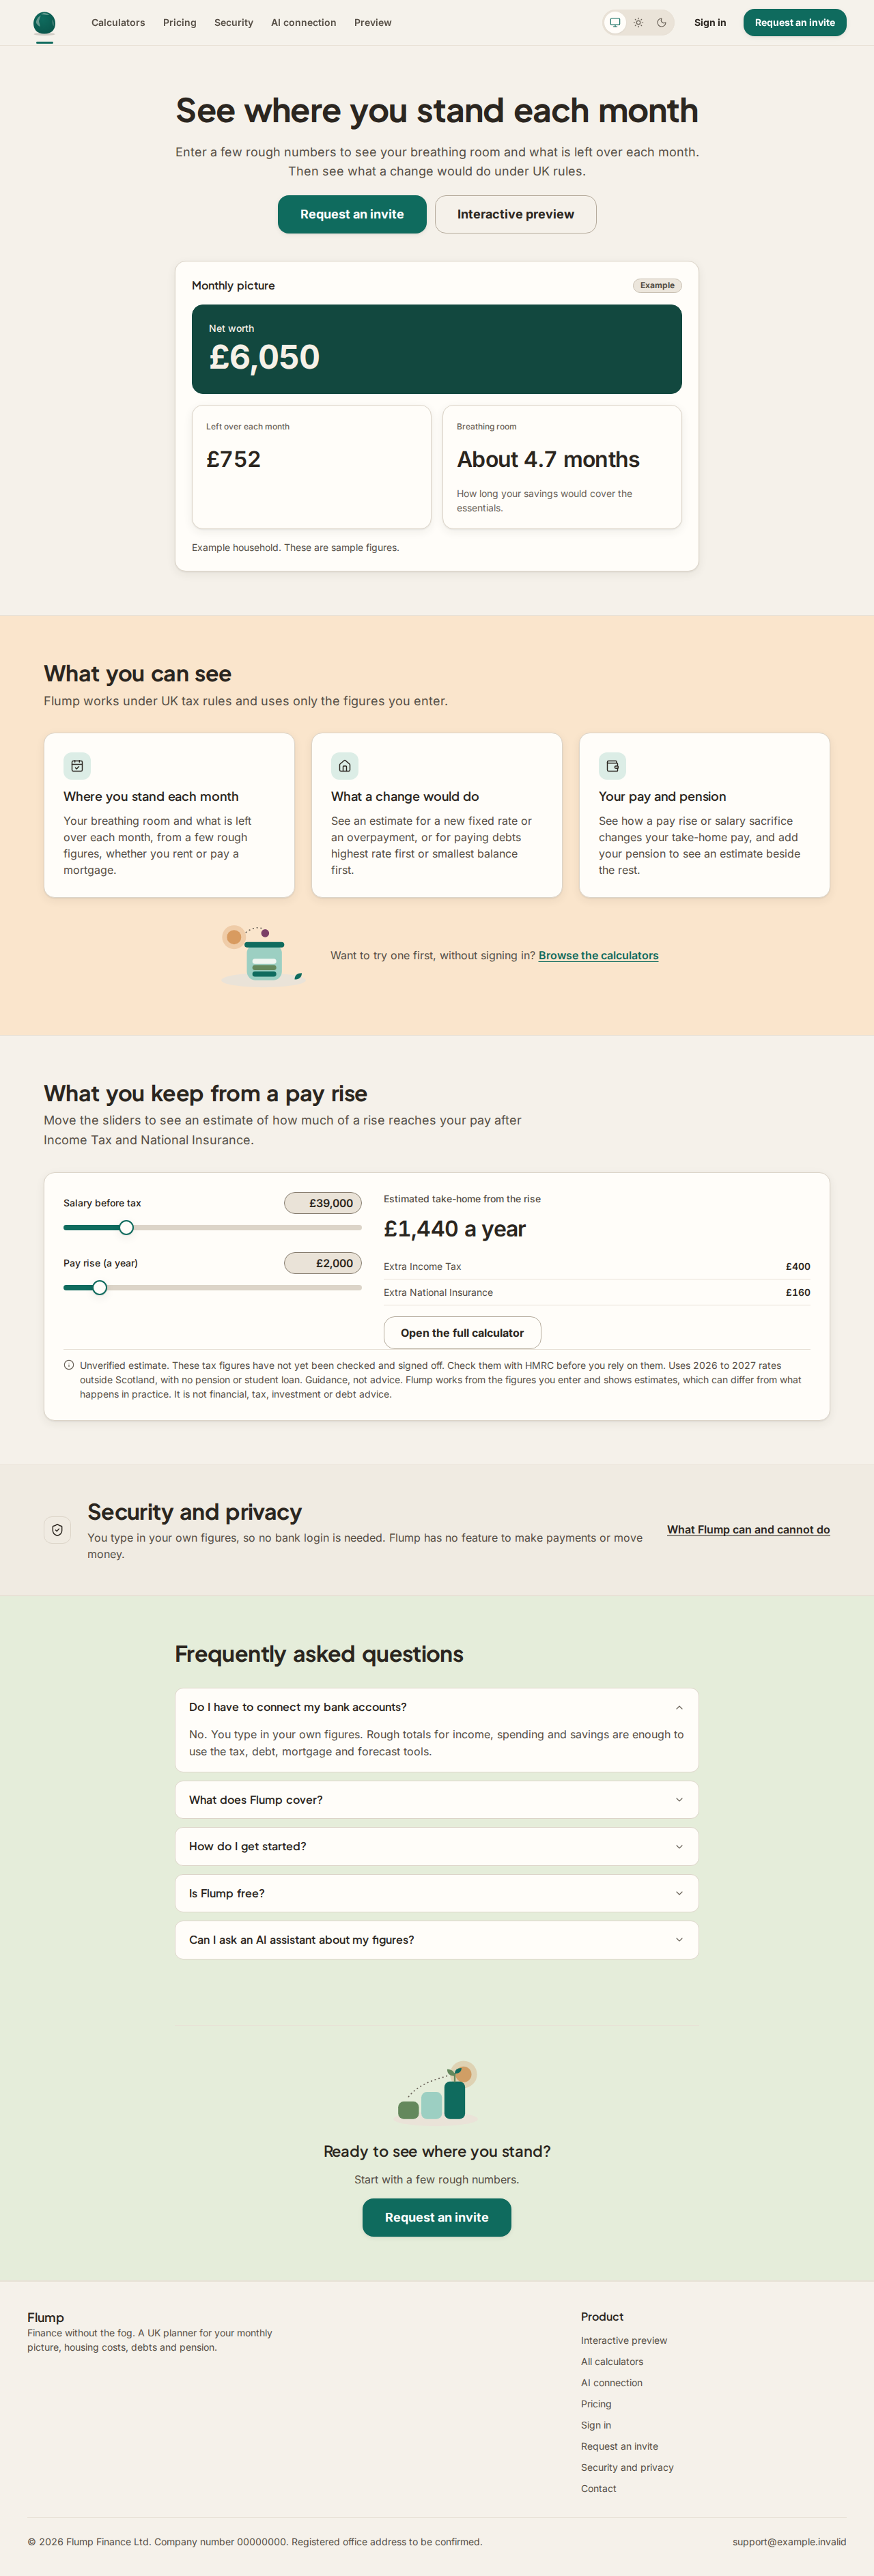 Calculators Pricing Security AI connection Preview Sign in Request an invite
See where you stand each month
Enter a few rough numbers to see your breathing room and what is left over each month.
Then see what a change would do under UK rules.
Request an invite Interactive preview
Monthly picture Example
Net worth
£6,050
Left over each month
£752
Breathing room
About 4.7 months
How long your savings would cover the
essentials.
Example household. These are sample figures.
What you can see
Flump works under UK tax rules and uses only the figures you enter.
Where you stand each month
Your breathing room and what is left
over each month, from a few rough
figures, whether you rent or pay a
mortgage.
What a change would do
See an estimate for a new fixed rate or
an overpayment, or for paying debts
highest rate first or smallest balance
first.
Your pay and pension
See how a pay rise or salary sacrifice
changes your take-home pay, and add
your pension to see an estimate beside
the rest.
Want to try one first, without signing in? Browse the calculators
What you keep from a pay rise
Move the sliders to see an estimate of how much of a rise reaches your pay after
Income Tax and National Insurance.
Salary before tax £39,000
Pay rise (a year) £2,000
Estimated take-home from the rise
£1,440 a year
Extra Income Tax £400
Extra National Insurance £160
Open the full calculator
Unverified estimate. These tax figures have not yet been checked and signed off. Check them with HMRC before you rely on them. Uses 2026 to 2027 rates
outside Scotland, with no pension or student loan. Guidance, not advice. Flump works from the figures you enter and shows estimates, which can differ from what
happens in practice. It is not financial, tax, investment or debt advice.
Security and privacy
You type in your own figures, so no bank login is needed. Flump has no feature to make payments or move
money.
What Flump can and cannot do
Frequently asked questions
Do I have to connect my bank accounts?
No. You type in your own figures. Rough totals for income, spending and savings are enough to
use the tax, debt, mortgage and forecast tools.
What does Flump cover?
How do I get started?
Is Flump free?
Can I ask an AI assistant about my figures?
Ready to see where you stand?
Start with a few rough numbers.
Request an invite
Flump
Finance without the fog. A UK planner for your monthly
picture, housing costs, debts and pension.
Product
Interactive preview
All calculators
AI connection
Pricing
Sign in
Request an invite
Security and privacy
Contact
© 2026 Flump Finance Ltd. Company number 00000000. Registered office address to be confirmed. support@example.invalid